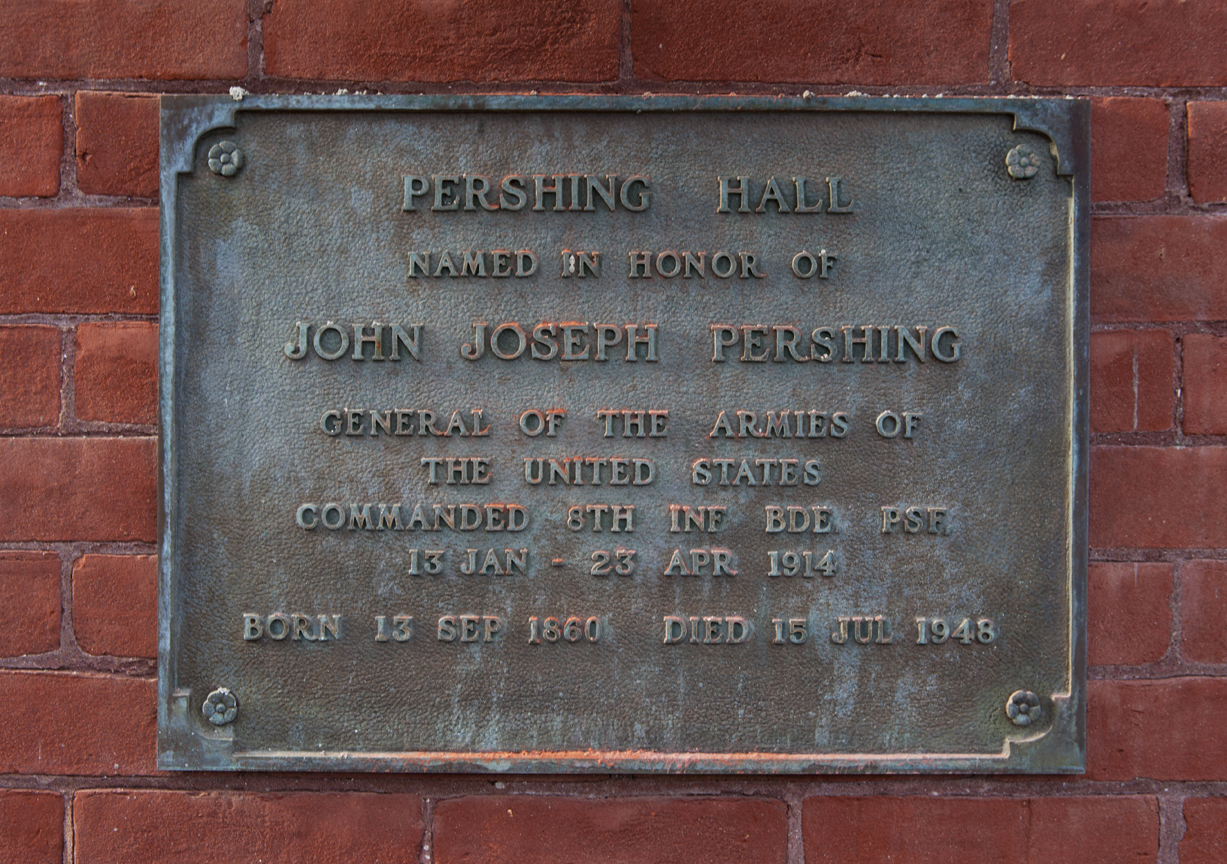 PERSHING HALL
NAMED IN HONOR OF
JOHN JOSEPH PERSHING
GENERAL OF THE ARMIES OF
THE UNITED STATES
COMMANDED 8TH INF BDE PSF,
13 JAN - 23 APR 1914
BORN 13 SEP 1860 DIED 15 JUL 1948